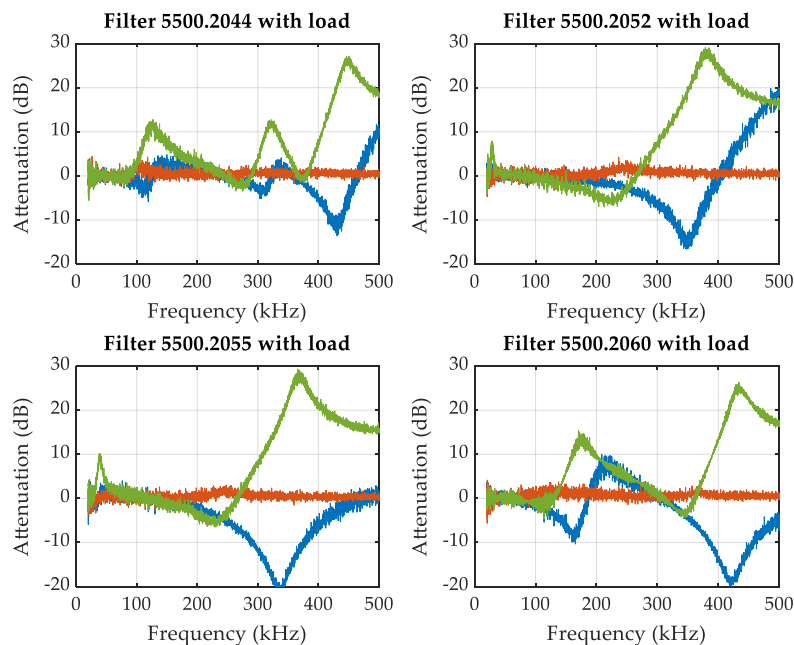 Filter 5500.2044 with load
Filter 5500.2052 with load
30
20
10
0
-10
-20
Attenuation (dB)
0 100 200 300 400 500
Frequency (kHz)
30
20
10
0
-10
-20
Attenuation (dB)
0 100 200 300 400 500
Frequency (kHz)
Filter 5500.2055 with load
Filter 5500.2060 with load
30
20
10
0
-10
-20
Attenuation (dB)
0 100 200 300 400 500
Frequency (kHz)
30
20
10
0
-10
-20
Attenuation (dB)
0 100 200 300 400 500
Frequency (kHz)